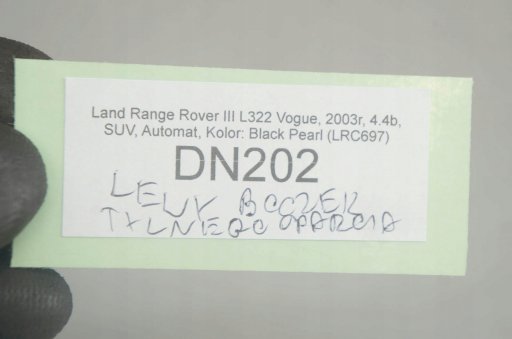 Land Range Rover III L322 Vogue, 2003r, 4.4b,
SUV, Automat, Kolor: Black Pearl (LRC697)
DN202
LEWY BOCZEK
TYLNEGO OPARCIA